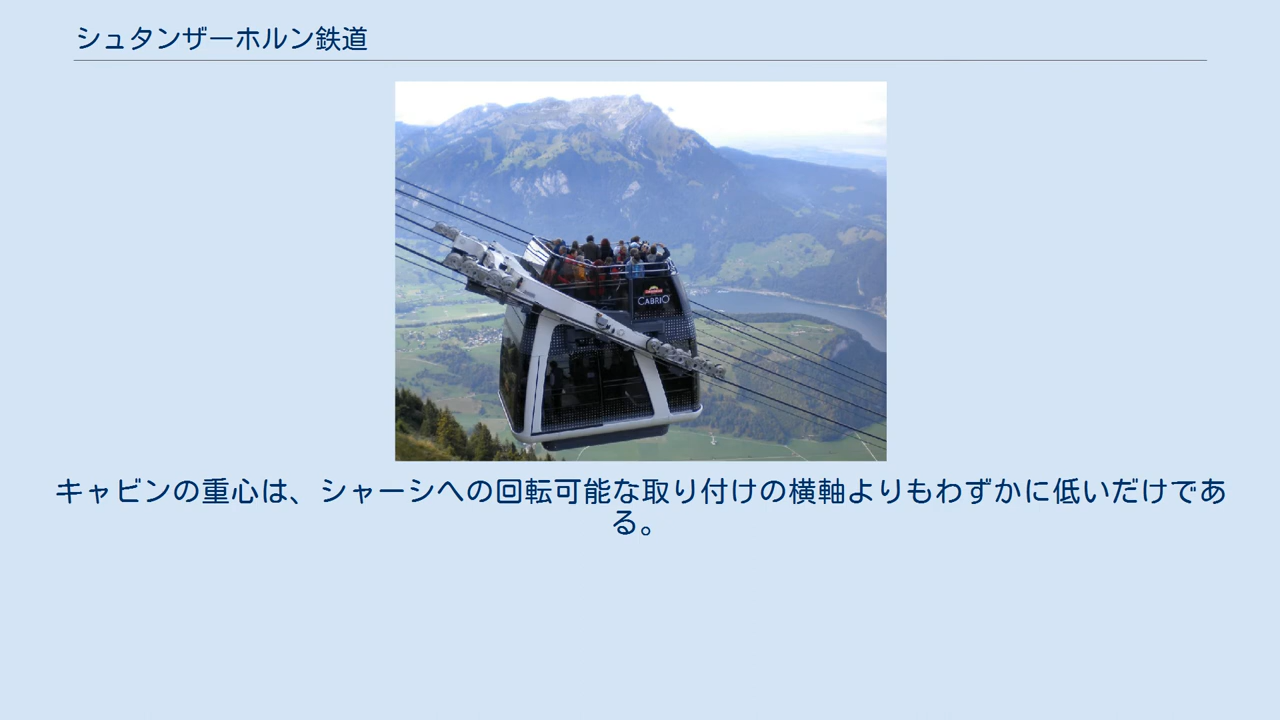 シュタンザーホルン鉄道
CABRIO
キャビンの重心は、シャーシへの回転可能な取り付けの横軸よりもわずかに低いだけであ
る。